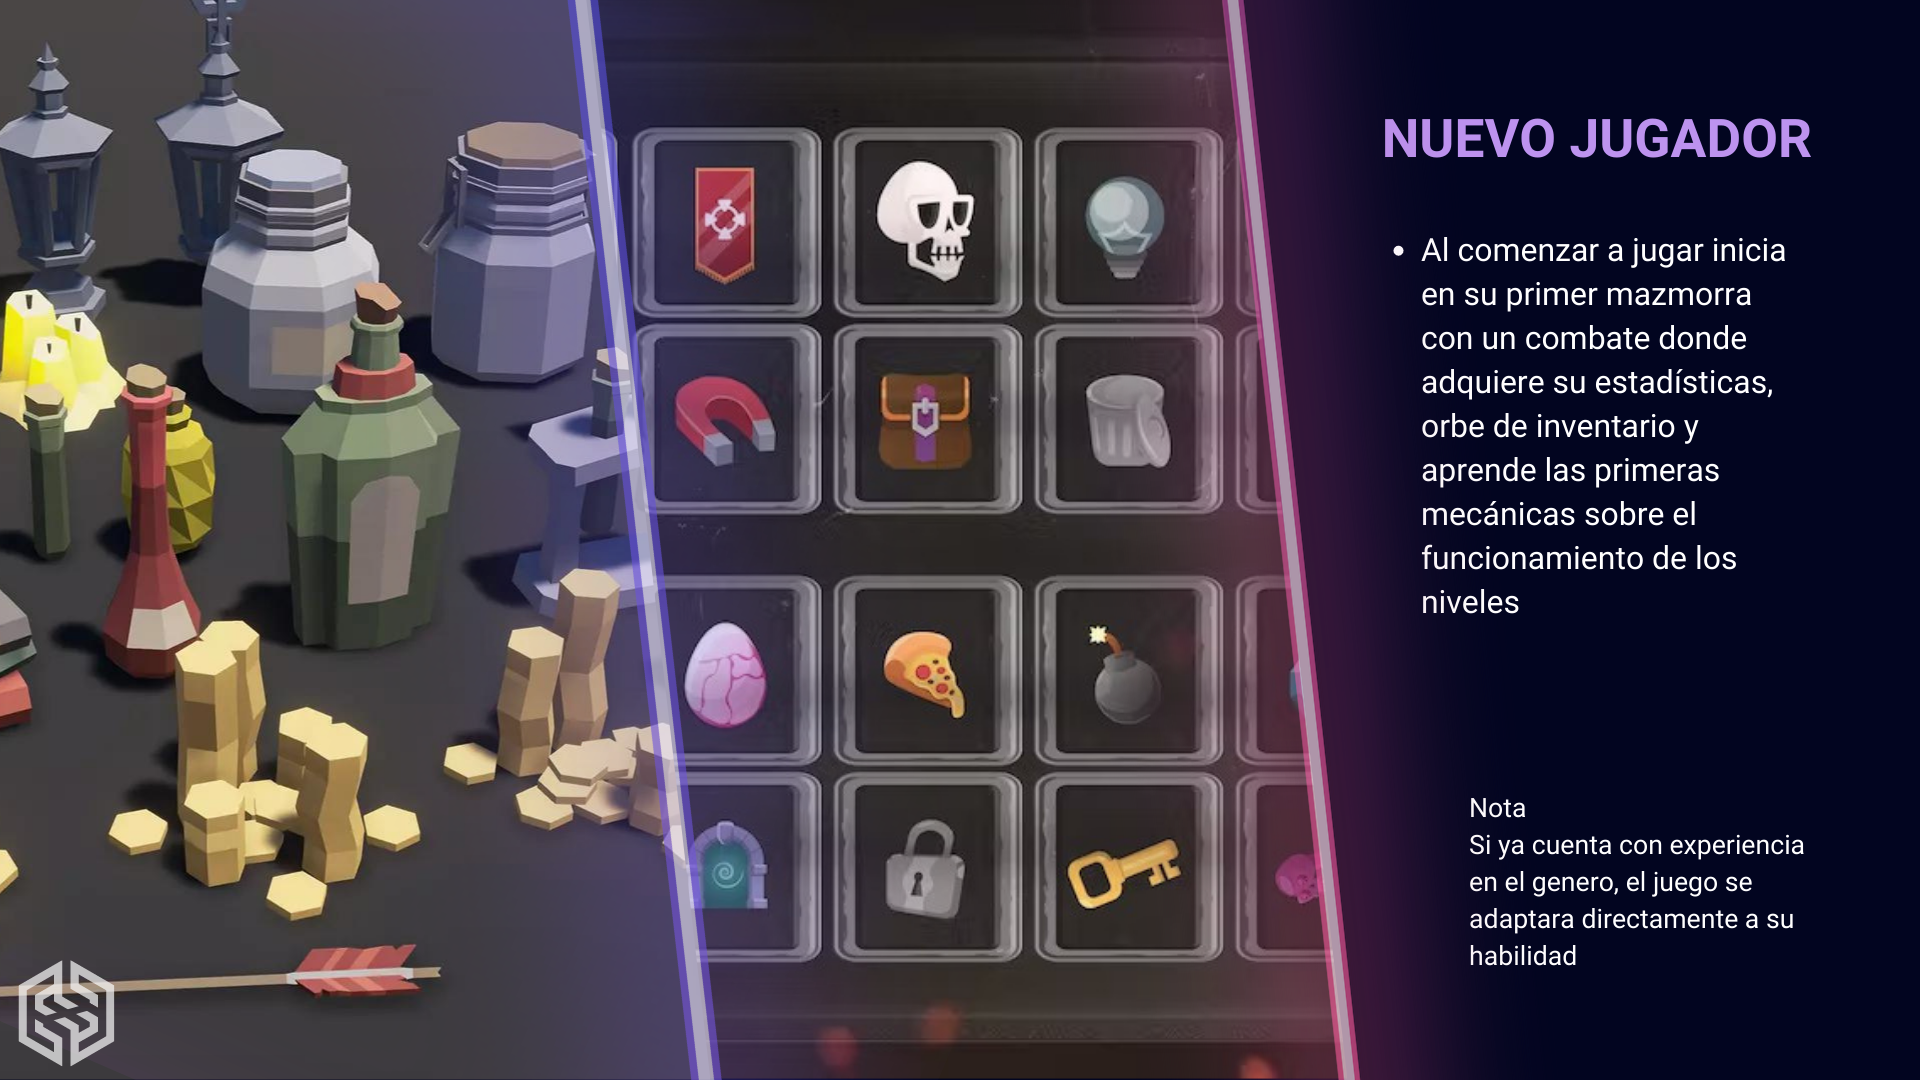 NUEVO JUGADOR
• Al comenzar a jugar inicia
en su primer mazmorra
con un combate donde
adquiere su estadísticas,
orbe de inventario y
aprende las primeras
mecánicas sobre el
funcionamiento de los
niveles
Nota
Si ya cuenta con experiencia
en el genero, el juego se
adaptara directamente a su
habilidad